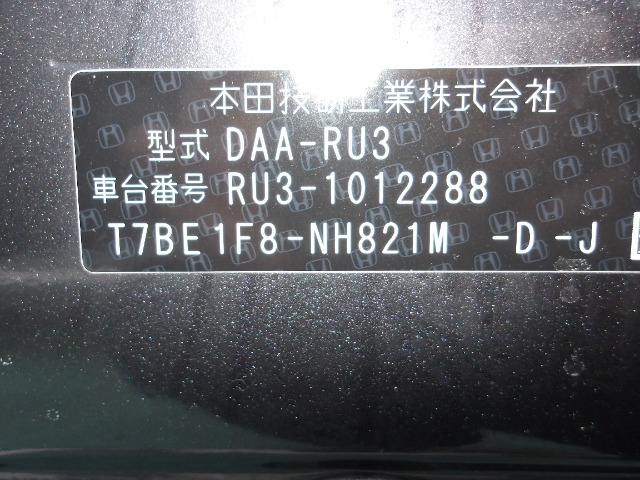 本田技研工業株式会社
型式 DAA-RU3
車台番号 RU3-1012288
T7BE1F8-NH821M -D-J